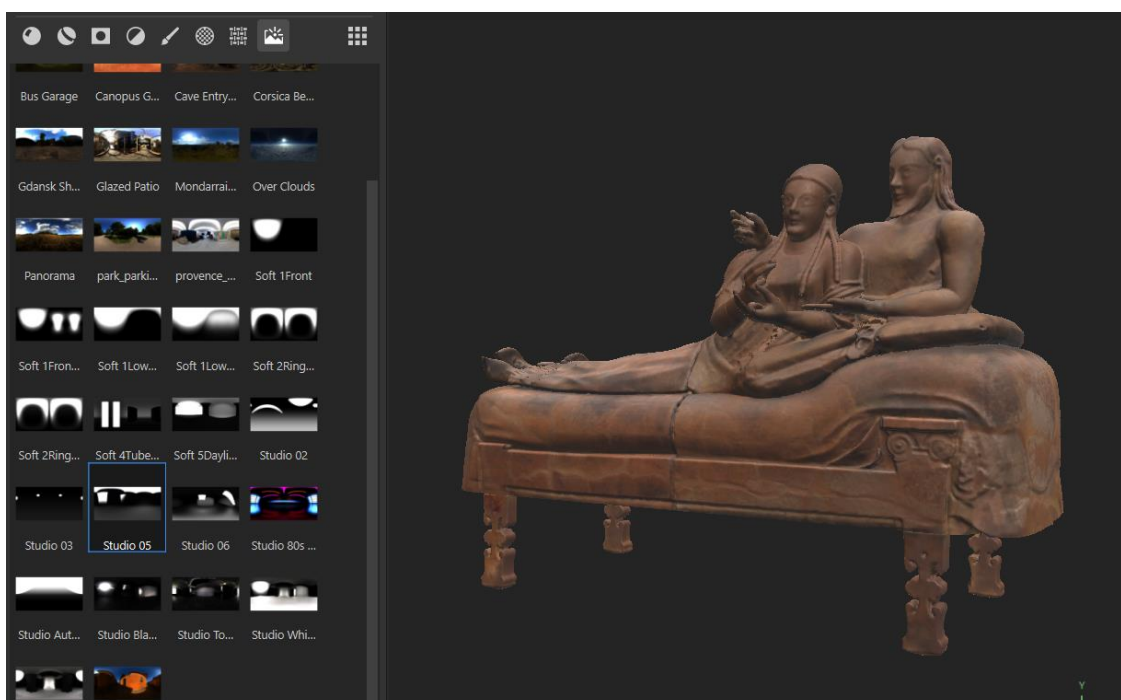 Bus Garage Canopus G... Cave Entry... Corsica Be...
Gdansk Sh... Glazed Patio Mondarrai... Over Clouds
Panorama park_parki... provence_... Soft 1Front
Soft 1Fron... Soft 1Low... Soft 1Low... Soft 2Ring...
Soft 2Ring... Soft 4Tube... Soft 5Dayli... Studio 02
Studio 03 Studio 05 Studio 06 Studio 80s ...
Studio Aut... Studio Bla... Studio To... Studio Whi...
Y